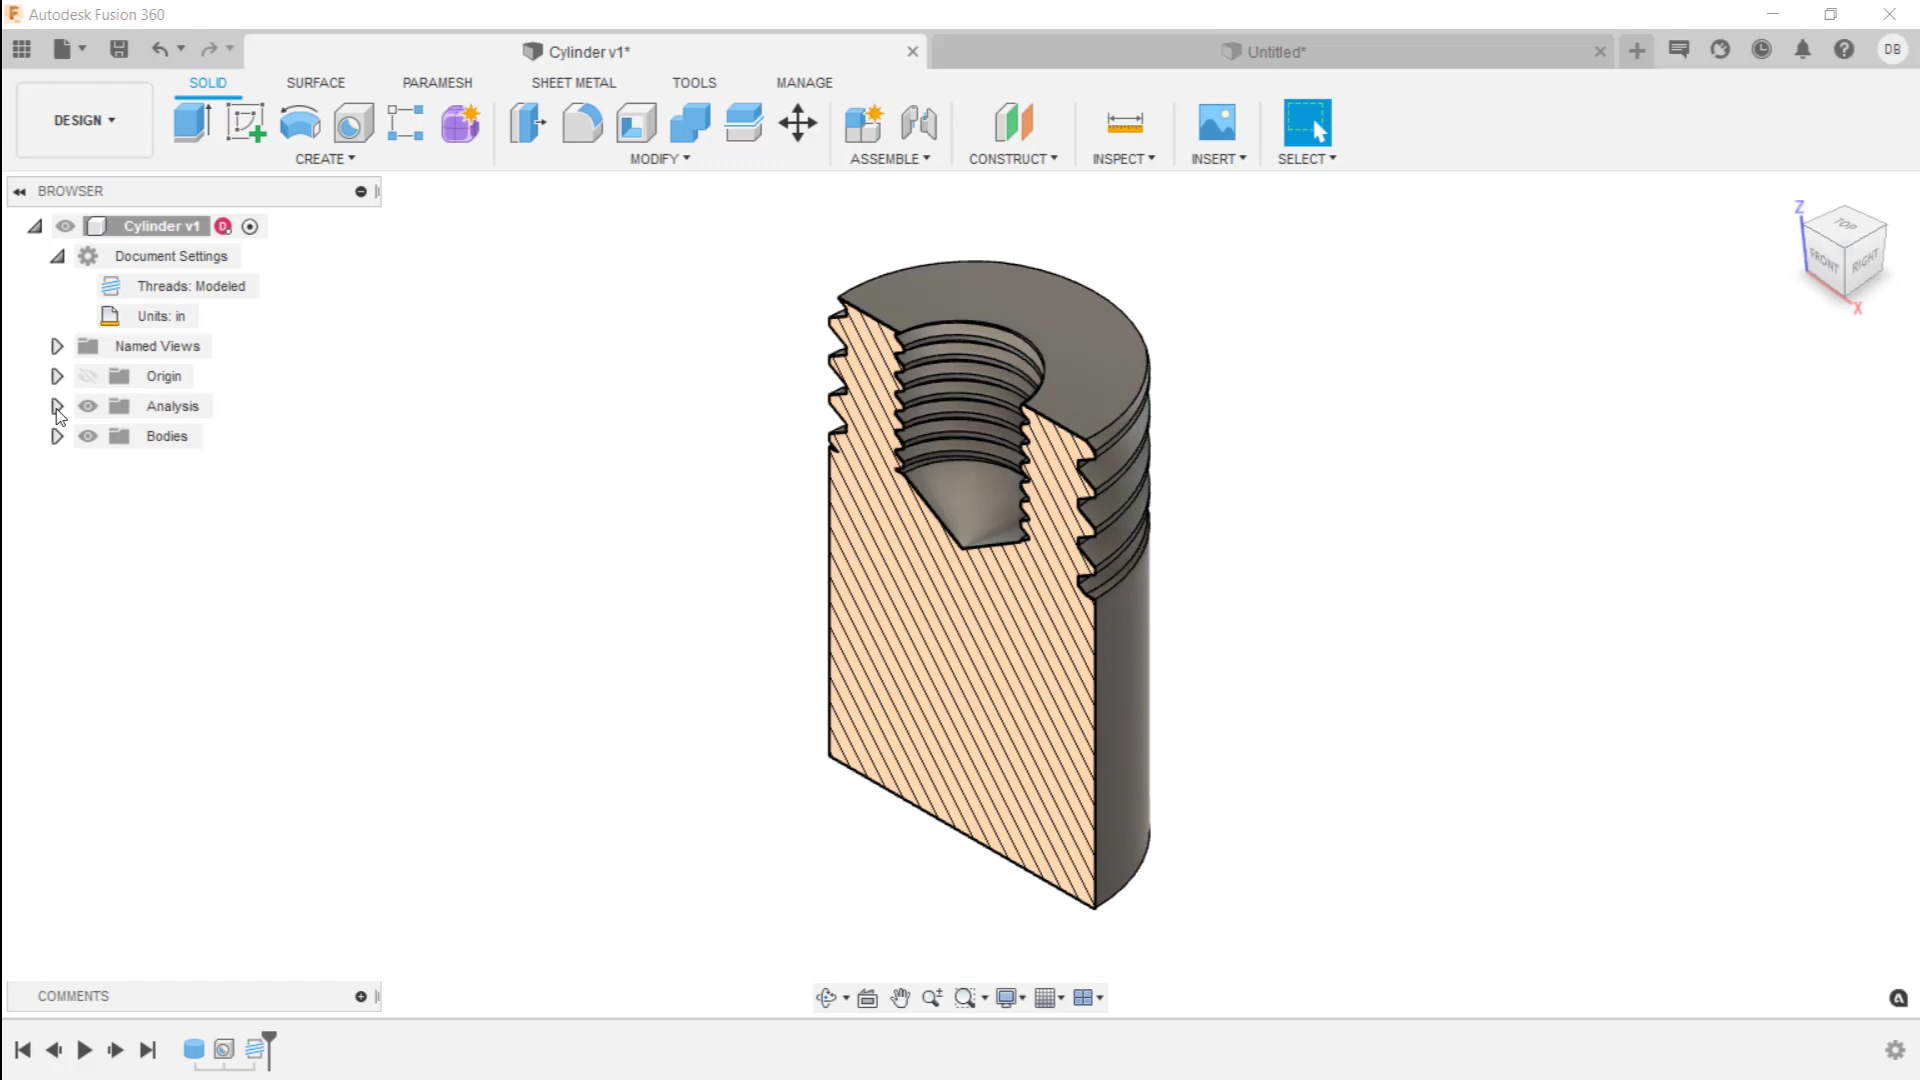 Autodesk Fusion 360
Cylinder v1*
Untitled*
DB
SOLID
SURFACE
PARAMESH
SHEET METAL
TOOLS
MANAGE
DESIGN
CREATE
MODIFY
ASSEMBLE
CONSTRUCT
INSPECT
INSERT
SELECT
BROWSER
Cylinder v1
Document Settings
Threads: Modeled
Units: in
Named Views
Origin
Analysis
Bodies
Z
TOP
FRONT
RIGHT
X
COMMENTS